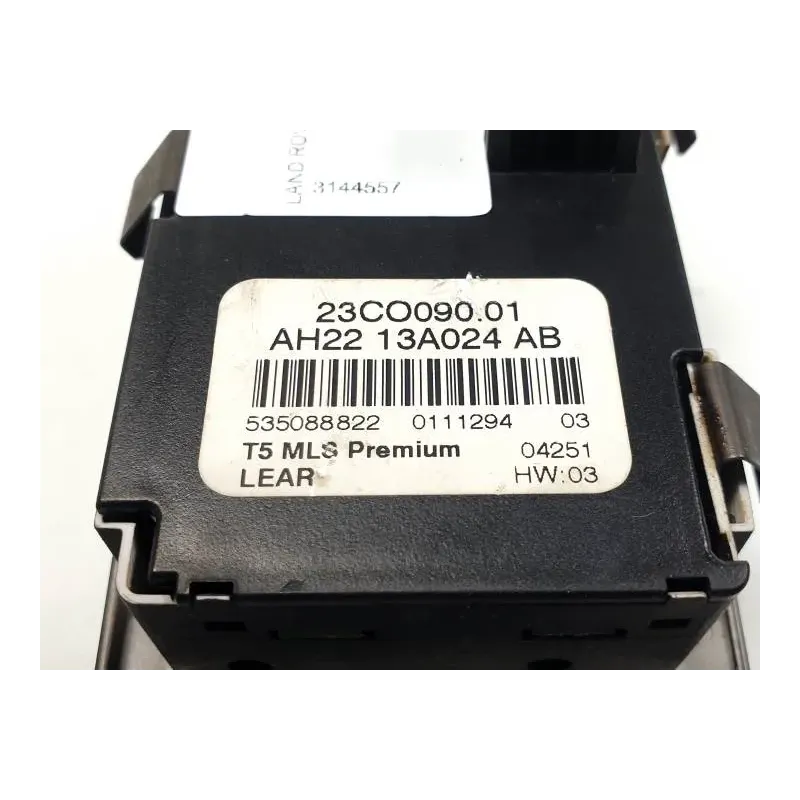 LAND RO
3144557
23CO090.01
AH22 13A024 AB
535088822 0111294 03
T5 MLS Premium 04251
LEAR HW:03